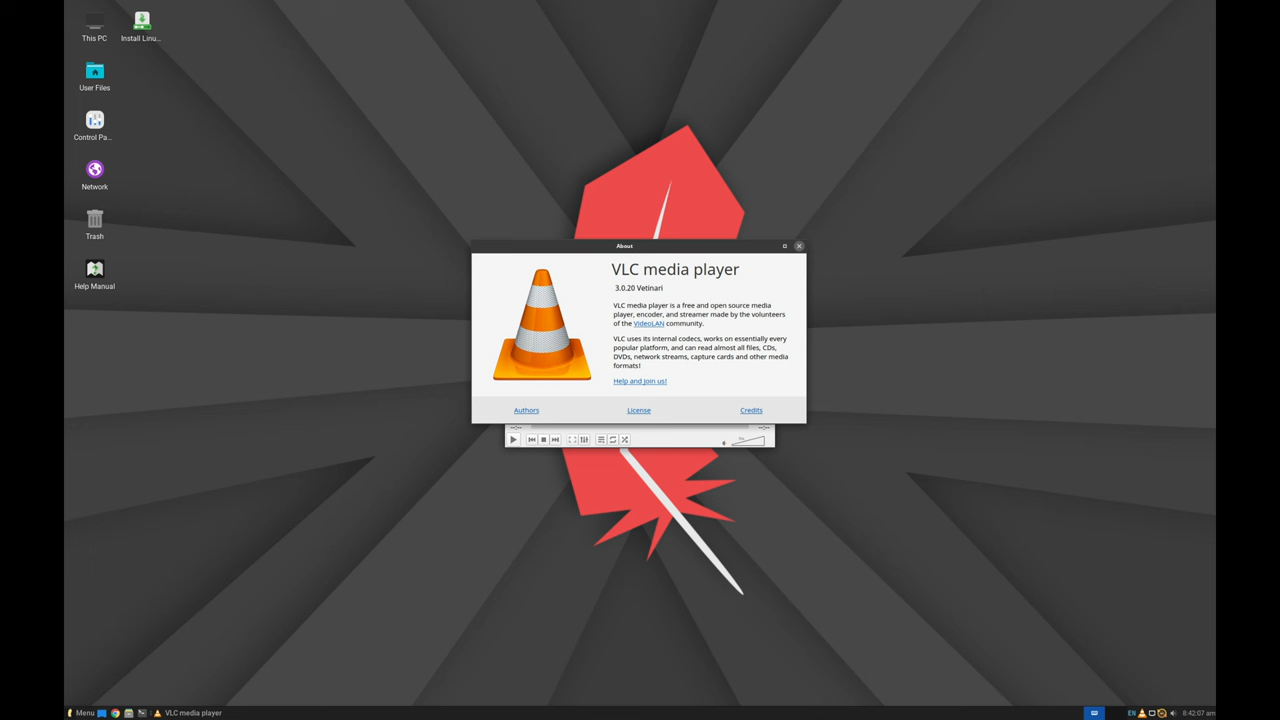 This PC
Install Linu...
User Files
Control Pa...
Network
Trash
Help Manual
About
VLC media player
3.0.20 Vetinari
VLC media player is a free and open source media
player, encoder, and streamer made by the volunteers
of the VideoLAN community.
VLC uses its internal codecs, works on essentially every
popular platform, and can read almost all files, CDs,
DVDs, network streams, capture cards and other media
formats!
Help and join us!
Authors
License
Credits
--:--
--:--
Menu
VLC media player
EN
8:42:07 am